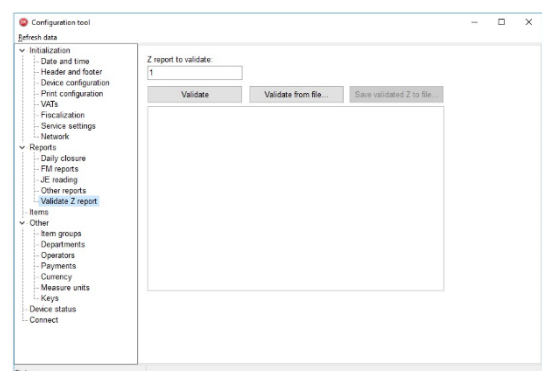 Configuration tool
Refresh data
Initialization
Date and time
Header and footer
Device configuration
Print configuration
VATs
Fiscalization
Service settings
Network
Reports
Daily closure
FM reports
JE reading
Other reports
Validate Z report
Items
Other
Item groups
Departments
Operators
Payments
Currency
Measure units
Keys
Device status
Connect
Z report to validate:
1
Validate
Validate from file...
Save validated Z to file...